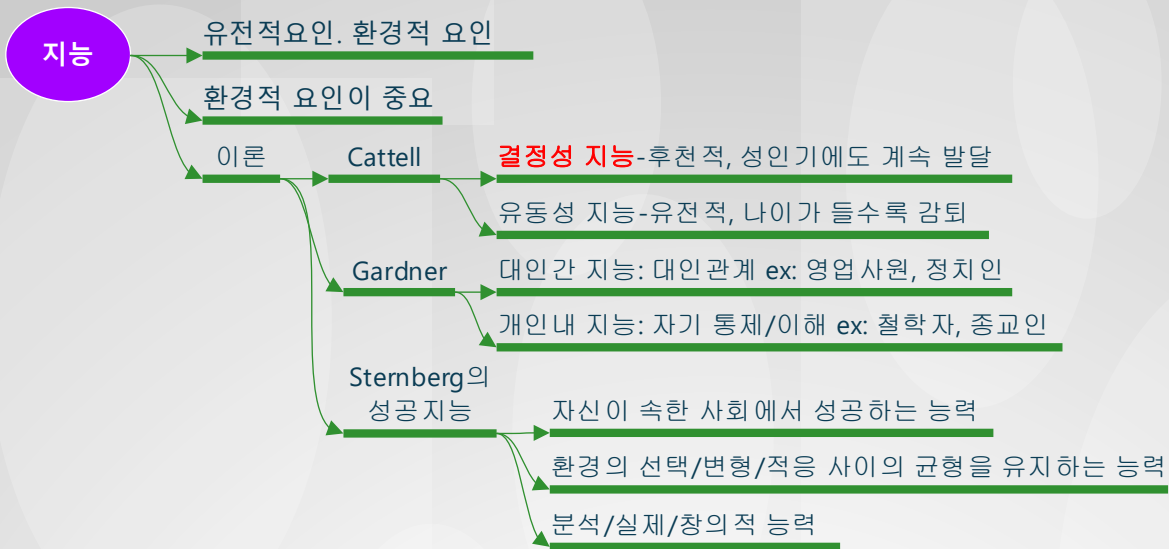 지능
유전적요인. 환경적 요인
환경적 요인이 중요
이론
Cattell
결정성 지능-후천적, 성인기에도 계속 발달
유동성 지능-유전적, 나이가 들수록 감퇴
Gardner
대인간 지능: 대인관계 ex: 영업사원, 정치인
개인내 지능: 자기 통제/이해 ex: 철학자, 종교인
Sternberg의
성공지능
자신이 속한 사회에서 성공하는 능력
환경의 선택/변형/적응 사이의 균형을 유지하는 능력
분석/실제/창의적 능력